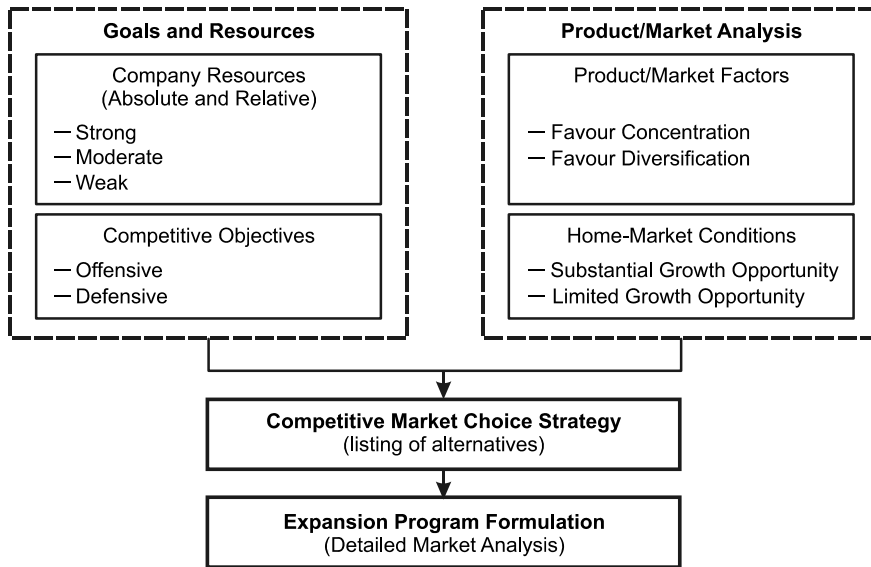 Goals and Resources
Company Resources
(Absolute and Relative)
— Strong
— Moderate
— Weak
Competitive Objectives
— Offensive
— Defensive
Product/Market Analysis
Product/Market Factors
— Favour Concentration
— Favour Diversification
Home-Market Conditions
— Substantial Growth Opportunity
— Limited Growth Opportunity
Competitive Market Choice Strategy
(listing of alternatives)
Expansion Program Formulation
(Detailed Market Analysis)